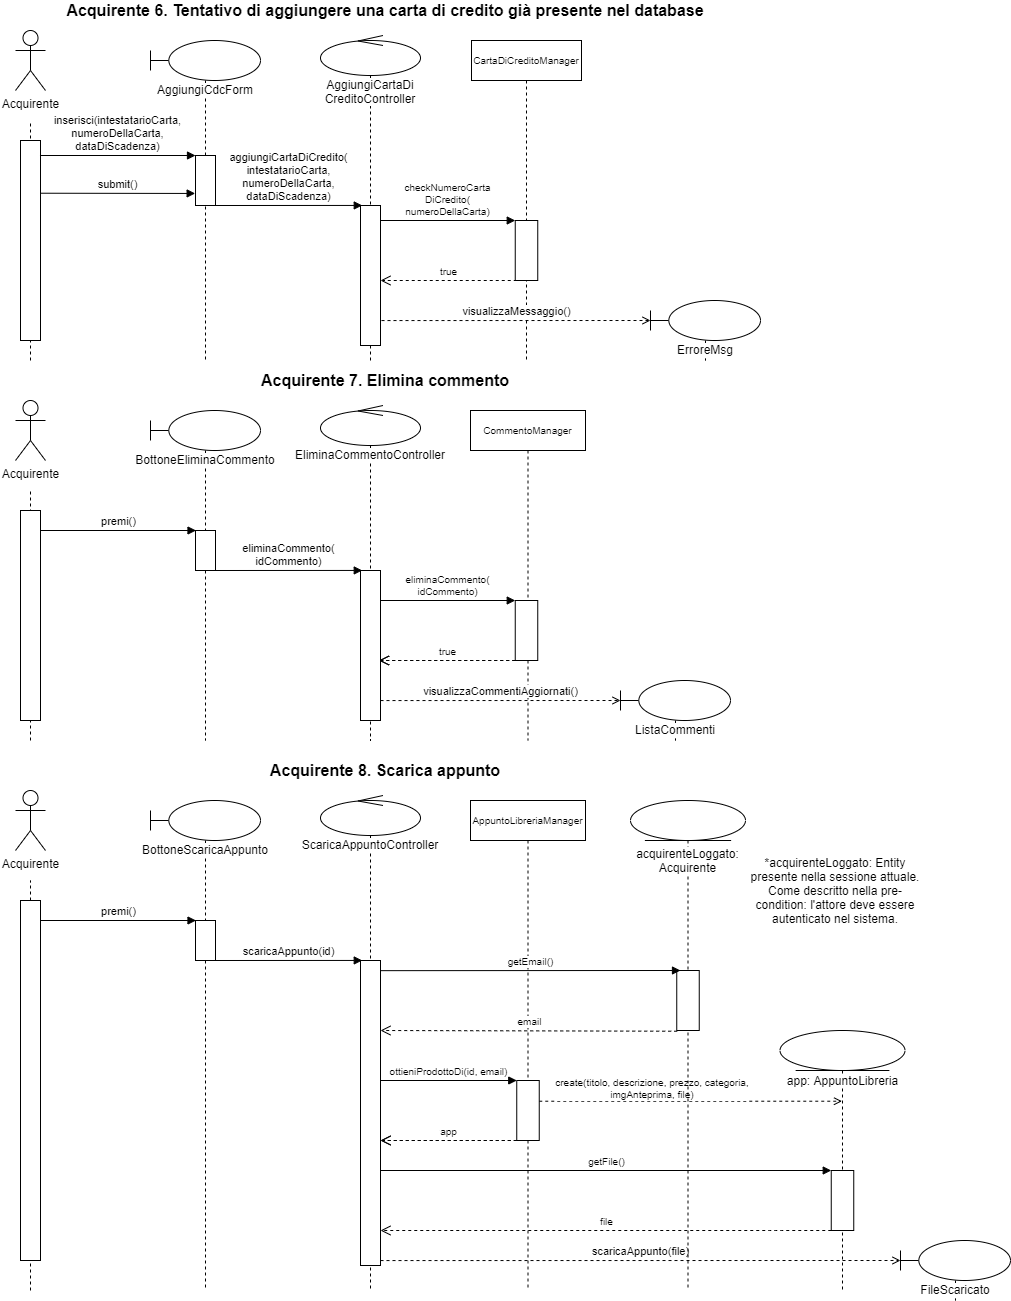 Acquirente 6. Tentativo di aggiungere una carta di credito già presente nel database
Acquirente
AggiungiCdcForm
AggiungiCartaDi
CreditoController
CartaDiCreditoManager
inserisci(intestatarioCarta,
numeroDellaCarta,
dataDiScadenza)
submit()
aggiungiCartaDiCredito(
intestatarioCarta,
numeroDellaCarta,
dataDiScadenza)
checkNumeroCarta
DiCredito(
numeroDellaCarta)
true
visualizzaMessaggio()
ErroreMsg
Acquirente 7. Elimina commento
Acquirente
BottoneEliminaCommento
EliminaCommentoController
CommentoManager
premi()
eliminaCommento(
idCommento)
eliminaCommento(
idCommento)
true
visualizzaCommentiAggiornati()
ListaCommenti
Acquirente 8. Scarica appunto
Acquirente
BottoneScaricaAppunto
ScaricaAppuntoController
AppuntoLibreriaManager
acquirenteLoggato:
Acquirente
*acquirenteLoggato: Entity
presente nella sessione attuale.
Come descritto nella pre-
condition: l'attore deve essere
autenticato nel sistema.
premi()
scaricaAppunto(id)
getEmail()
email
ottieniProdottoDi(id, email)
create(titolo, descrizione, prezzo, categoria,
imgAnteprima, file)
app: AppuntoLibreria
app
getFile()
file
scaricaAppunto(file)
FileScaricato